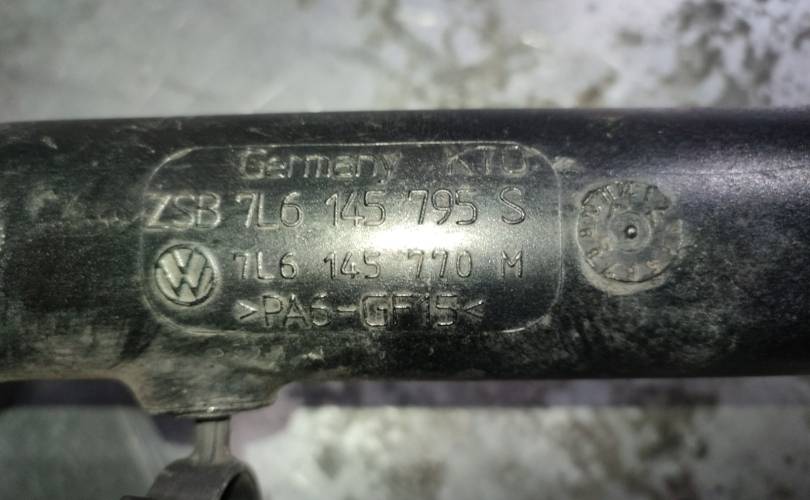 Germany KTO
ZSB 7L6 145 795 S
7L6 145 770 M
>PA6-GF15<